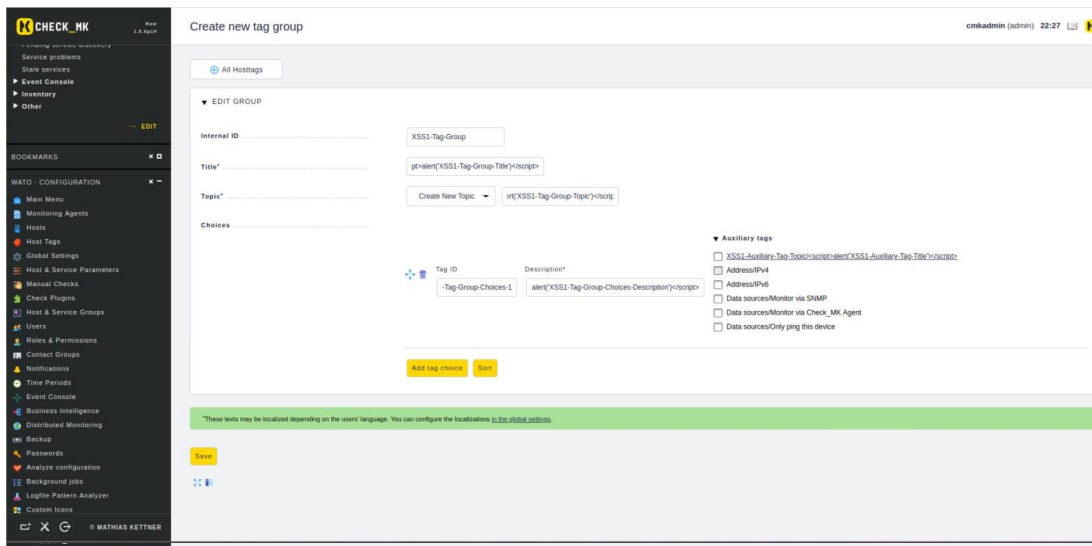 CHECK_MK
Raw
1.5.0p19
Create new tag group
cmkadmin (admin) 22:27
Pending service discovery
Service problems
Stale services
Event Console
Inventory
Other
EDIT
BOOKMARKS
WATO · CONFIGURATION
Main Menu
Monitoring Agents
Hosts
Host Tags
Global Settings
Host & Service Parameters
Manual Checks
Check Plugins
Host & Service Groups
Users
Roles & Permissions
Contact Groups
Notifications
Time Periods
Event Console
Business Intelligence
Distributed Monitoring
Backup
Passwords
Analyze configuration
Background jobs
Logfile Pattern Analyzer
Custom Icons
© MATHIAS KETTNER
All Hosttags
EDIT GROUP
Internal ID
XSS1-Tag-Group
Title*
pt>alert('XSS1-Tag-Group-Title')</script>
Topic*
Create New Topic
ert('XSS1-Tag-Group-Topic')</scrip
Choices
Auxiliary tags
XSS1-Auxiliary-Tag-Topic/<script>alert('XSS1-Auxiliary-Tag-Title')</script>
Address/IPv4
Address/IPv6
Data sources/Monitor via SNMP
Data sources/Monitor via Check_MK Agent
Data sources/Only ping this device
Tag ID
Description*
-Tag-Group-Choices-1
alert('XSS1-Tag-Group-Choices-Description')</script>
Add tag choice
Sort
*These texts may be localized depending on the users' language. You can configure the localizations in the global settings.
Save